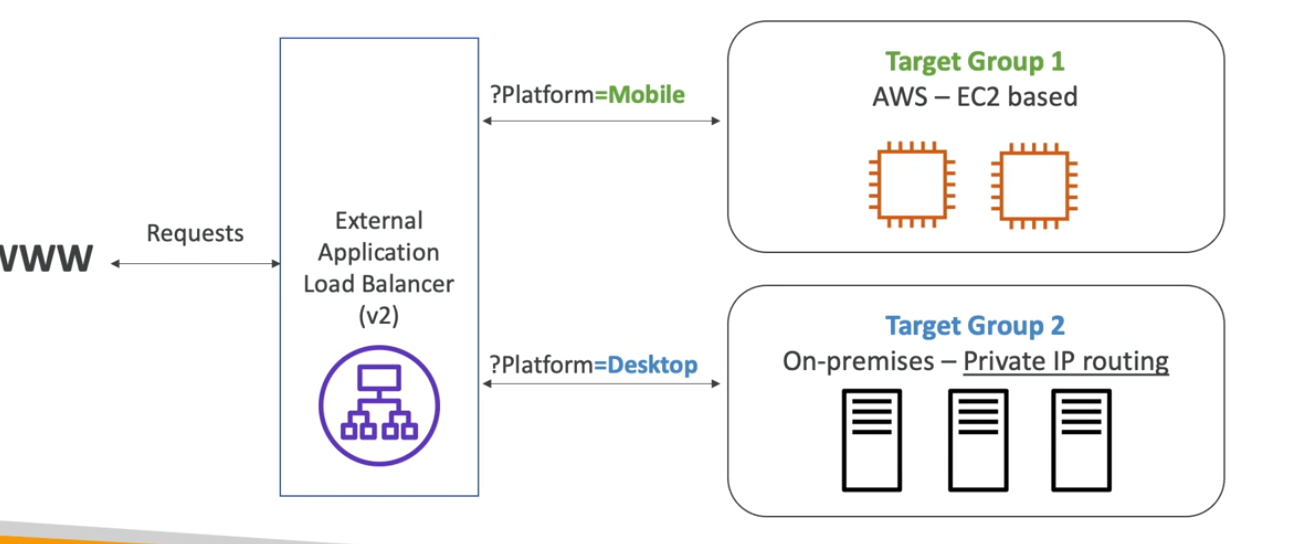 Requests
External
Application
Load Balancer
(v2)
?Platform=Mobile
Target Group 1
AWS – EC2 based
?Platform=Desktop
Target Group 2
On-premises – Private IP routing